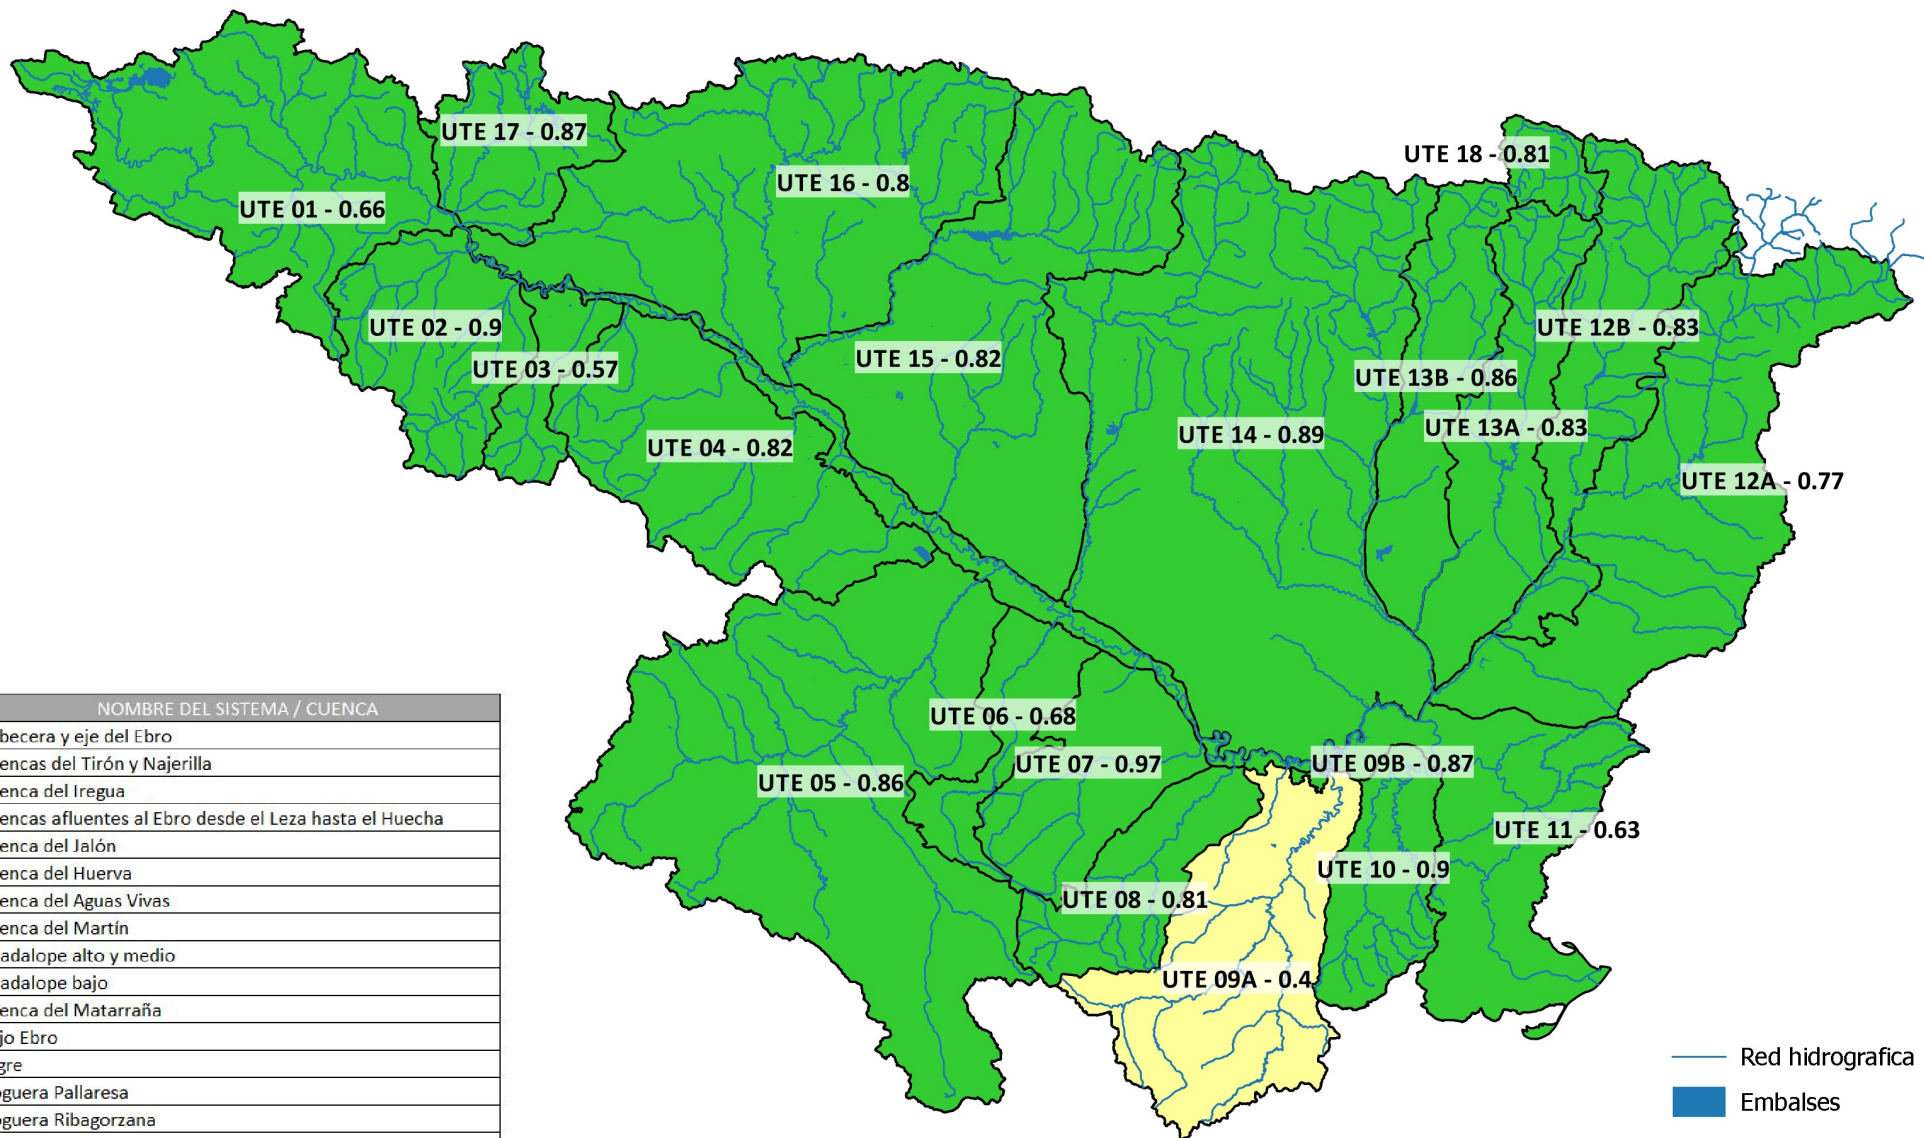 UTE 17 - 0.87
UTE 18 - 0.81
UTE 16 - 0.8
UTE 01 - 0.66
UTE 02 - 0.9
UTE 12B - 0.83
UTE 15 - 0.82
UTE 03 - 0.57
UTE 13B - 0.86
UTE 13A - 0.83
UTE 14 - 0.89
UTE 04 - 0.82
UTE 12A - 0.77
UTE 06 - 0.68
UTE 07 - 0.97
UTE 09B - 0.87
UTE 05 - 0.86
UTE 11 - 0.63
UTE 10 - 0.9
UTE 08 - 0.81
UTE 09A - 0.4
NOMBRE DEL SISTEMA / CUENCA
becera y eje del Ebro
encas del Tirón y Najerilla
enca del Iregua
encas afluentes al Ebro desde el Leza hasta el Huecha
enca del Jalón
enca del Huerva
enca del Aguas Vivas
enca del Martín
adalope alto y medio
adalope bajo
enca del Matarraña
jo Ebro
gre
oguera Pallaresa
oguera Ribagorzana
Red hidrografica
Embalses